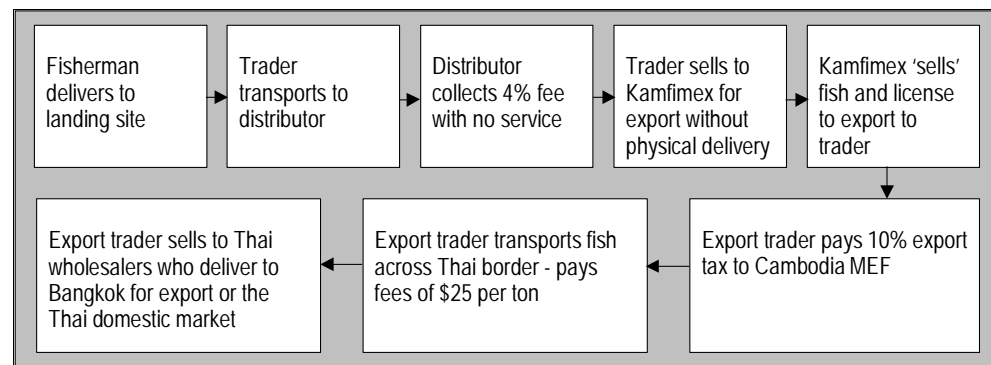 Fisherman
delivers to
landing site
Trader
transports to
distributor
Distributor
collects 4% fee
with no service
Trader sells to
Kamfimex for
export without
physical delivery
Kamfimex ‘sells’
fish and license
to export to
trader
Export trader pays 10% export
tax to Cambodia MEF
Export trader transports fish
across Thai border - pays
fees of $25 per ton
Export trader sells to Thai
wholesalers who deliver to
Bangkok for export or the
Thai domestic market